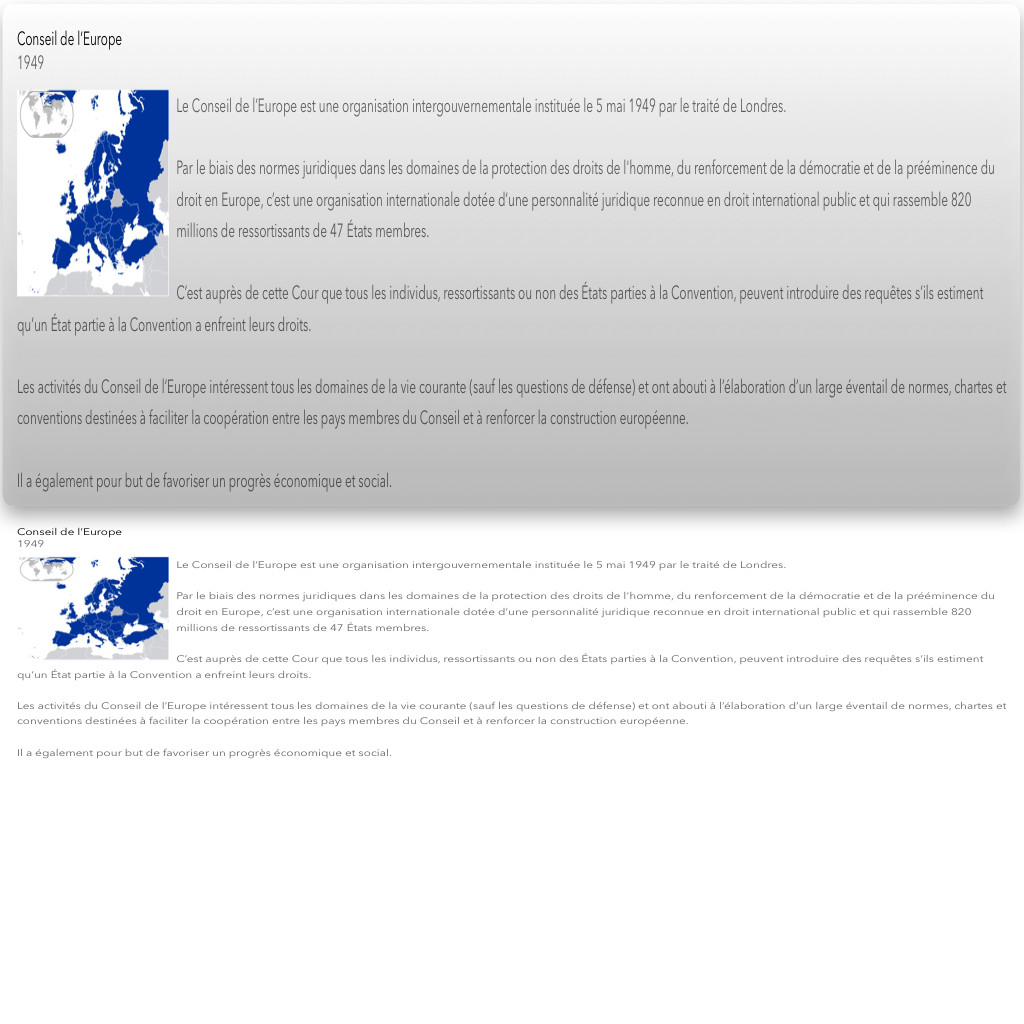 Conseil de l’Europe
1949
Le Conseil de l’Europe est une organisation intergouvernementale instituée le 5 mai 1949 par le traité de Londres.
Par le biais des normes juridiques dans les domaines de la protection des droits de l'homme, du renforcement de la démocratie et de la prééminence du
droit en Europe, c’est une organisation internationale dotée d’une personnalité juridique reconnue en droit international public et qui rassemble 820
millions de ressortissants de 47 États membres.
C’est auprès de cette Cour que tous les individus, ressortissants ou non des États parties à la Convention, peuvent introduire des requêtes s’ils estiment
qu’un État partie à la Convention a enfreint leurs droits.
Les activités du Conseil de l’Europe intéressent tous les domaines de la vie courante (sauf les questions de défense) et ont abouti à l’élaboration d’un large éventail de normes, chartes et
conventions destinées à faciliter la coopération entre les pays membres du Conseil et à renforcer la construction européenne.
Il a également pour but de favoriser un progrès économique et social.
Conseil de l’Europe
1949
Le Conseil de l’Europe est une organisation intergouvernementale instituée le 5 mai 1949 par le traité de Londres.
Par le biais des normes juridiques dans les domaines de la protection des droits de l'homme, du renforcement de la démocratie et de la prééminence du
droit en Europe, c’est une organisation internationale dotée d’une personnalité juridique reconnue en droit international public et qui rassemble 820
millions de ressortissants de 47 États membres.
C’est auprès de cette Cour que tous les individus, ressortissants ou non des États parties à la Convention, peuvent introduire des requêtes s’ils estiment
qu’un État partie à la Convention a enfreint leurs droits.
Les activités du Conseil de l’Europe intéressent tous les domaines de la vie courante (sauf les questions de défense) et ont abouti à l’élaboration d’un large éventail de normes, chartes et
conventions destinées à faciliter la coopération entre les pays membres du Conseil et à renforcer la construction européenne.
Il a également pour but de favoriser un progrès économique et social.